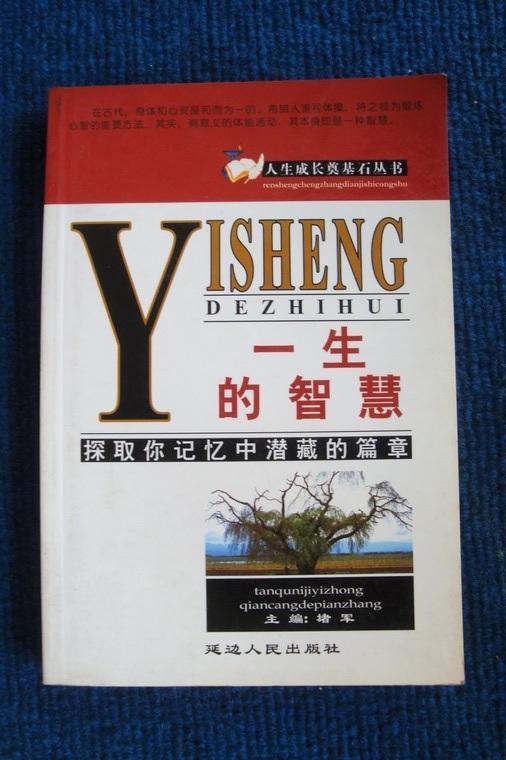 在古代，身体和心灵是和而为一的，希腊人重视体操，将之视为锻炼
心智的重要方法，其实，有意义的体能活动，其本身即是一种智慧。
人生成长奠基石丛书
renshengchengzhangdianjishicongshu
YISHENG
DEZHIHUI
一生
的智慧
探取你记忆中潜藏的篇章
tanqunijiyizhong
qiancangdepianzhang
主编：堵军
延边人民出版社